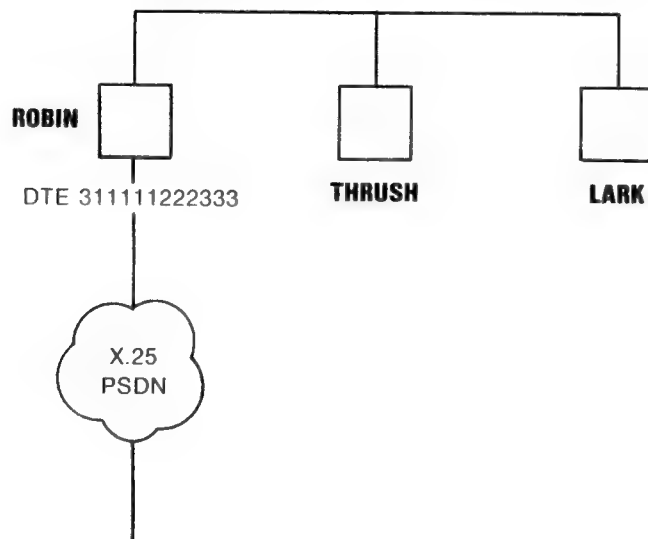 ROBIN
DTE 311111222333
THRUSH
LARK
X.25
PSDN